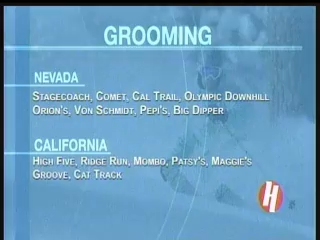 GROOMING
NEVADA
STAGECOACH, COMET, CAL TRAIL, OLYMPIC DOWNHILL
ORION'S, VON SCHMIDT, PEPI'S, BIG DIPPER
CALIFORNIA
HIGH FIVE, RIDGE RUN, MOMBO, PATSY'S, MAGGIE'S
GROOVE, CAT TRACK
H